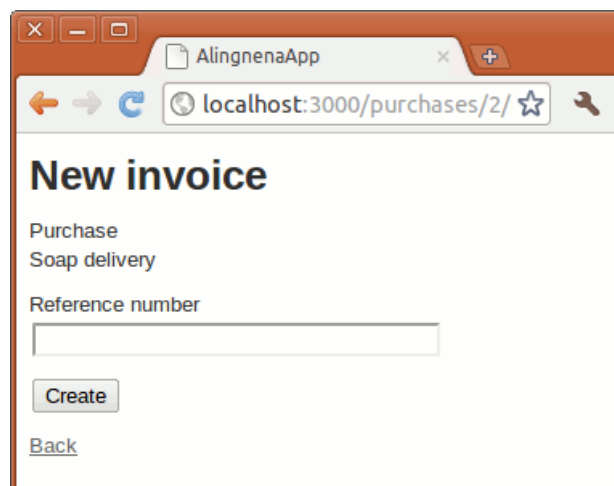 AlingnenaApp
localhost:3000/purchases/2/
New invoice
Purchase
Soap delivery
Reference number
Create
Back